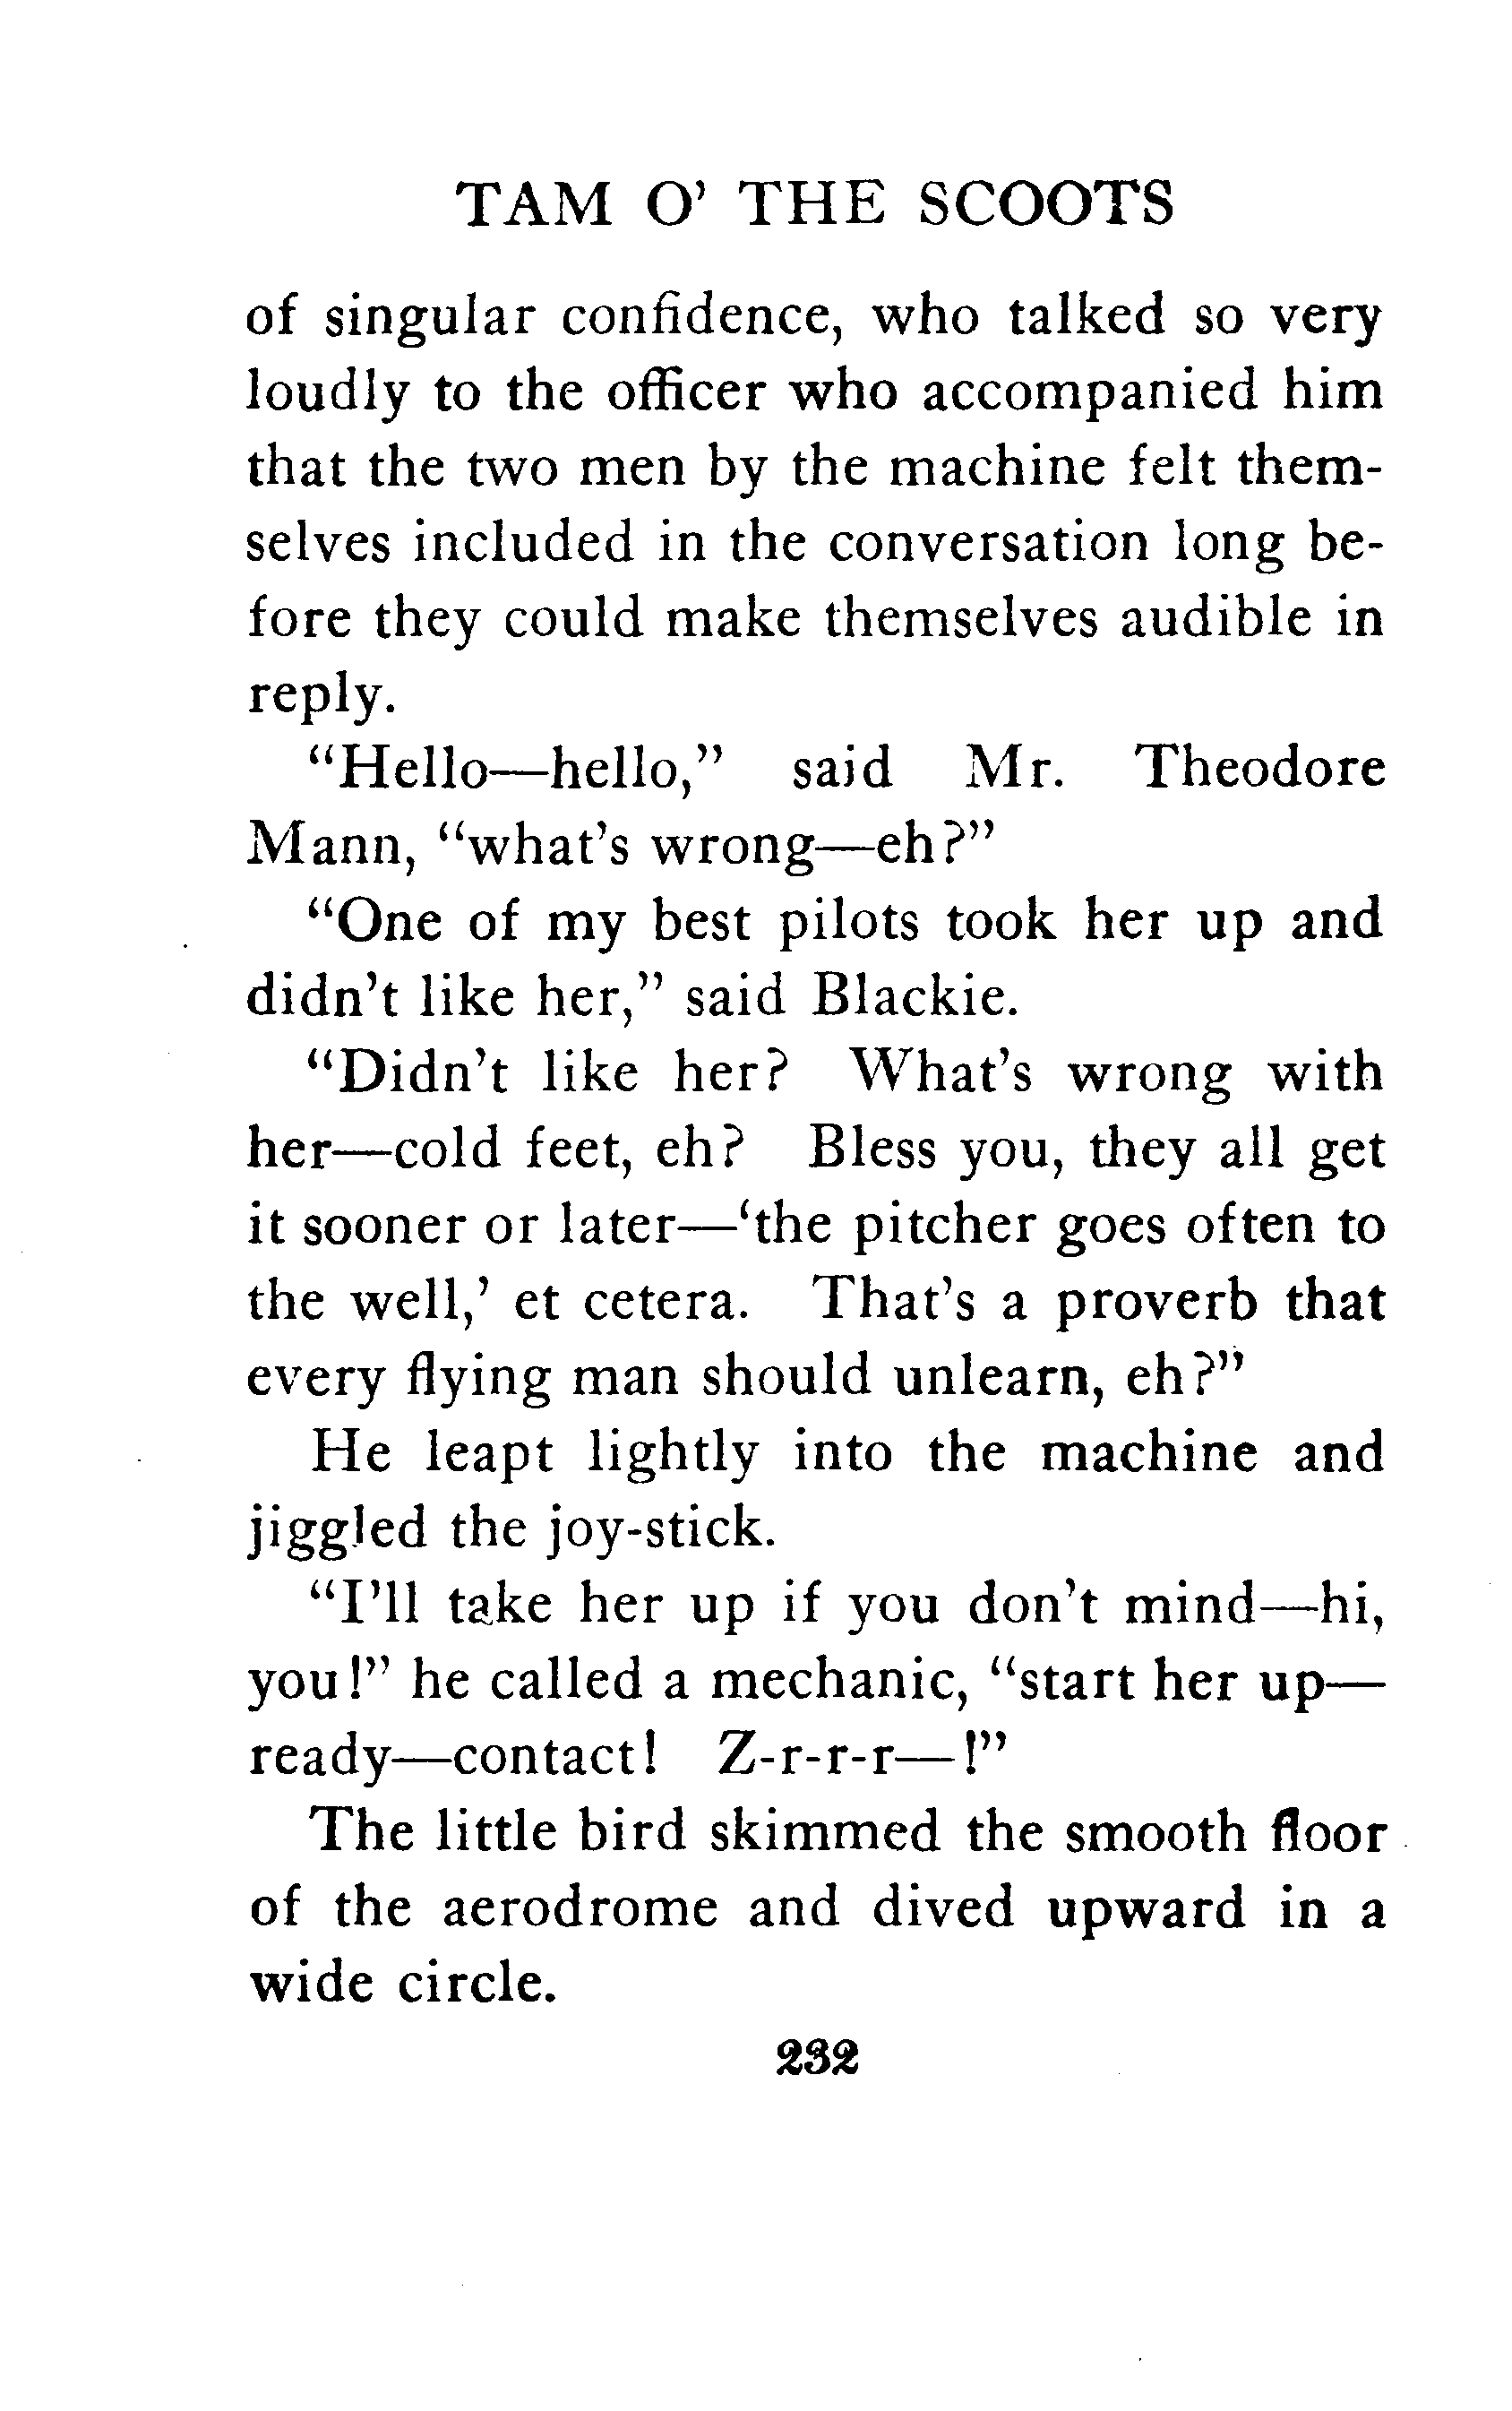 TAM O' THE SCOOTS
of singular confidence, who talked so very
loudly to the officer who accompanied him
that the two men by the machine felt them-
selves included in the conversation long be-
fore they could make themselves audible in
reply.
"Hello—hello," said Mr. Theodore
Mann, "what's wrong—eh?"
"One of my best pilots took her up and
didn't like her," said Blackie.
"Didn't like her? What's wrong with
her—cold feet, eh? Bless you, they all get
it sooner or later—'the pitcher goes often to
the well,' et cetera. That's a proverb that
every flying man should unlearn, eh?"
He leapt lightly into the machine and
jiggled the joy-stick.
"I'll take her up if you don't mind—hi,
you!" he called a mechanic, "start her up—
ready—contact! Z-r-r-r—!"
The little bird skimmed the smooth floor
of the aerodrome and dived upward in a
wide circle.
232